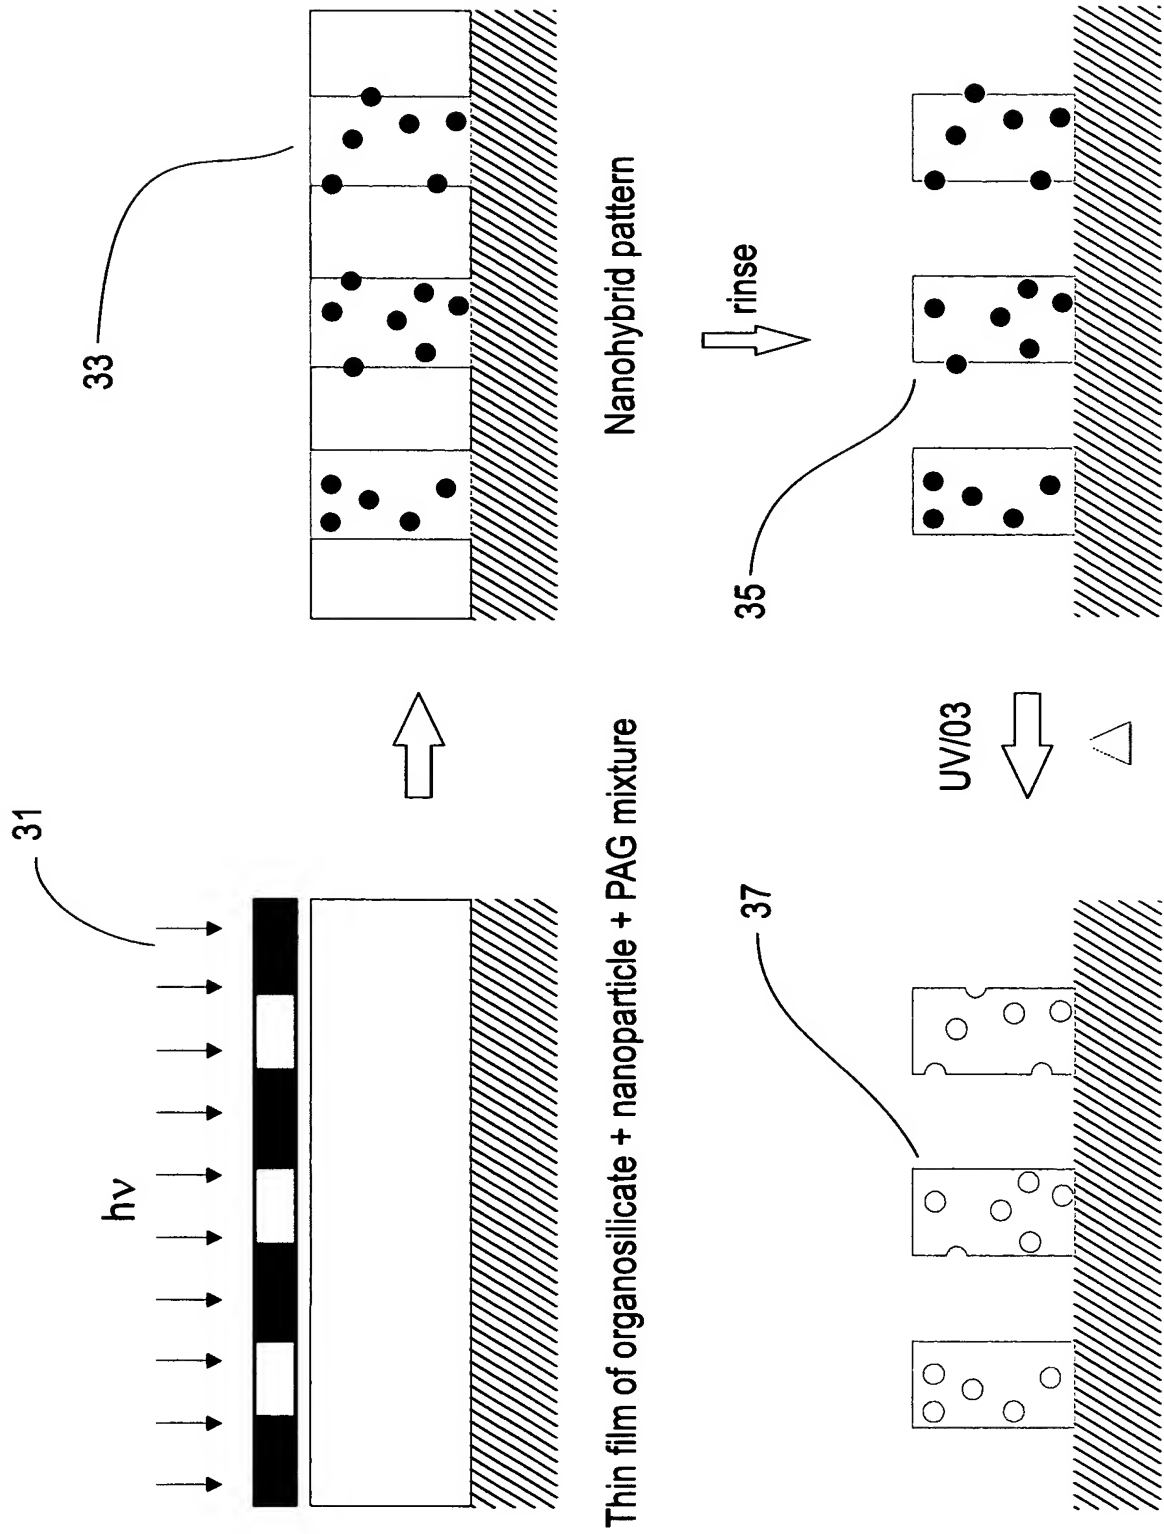 31
hν
Thin film of organosilicate + nanoparticle + PAG mixture
33
Nanohybrid pattern
rinse
35
UV/03
37